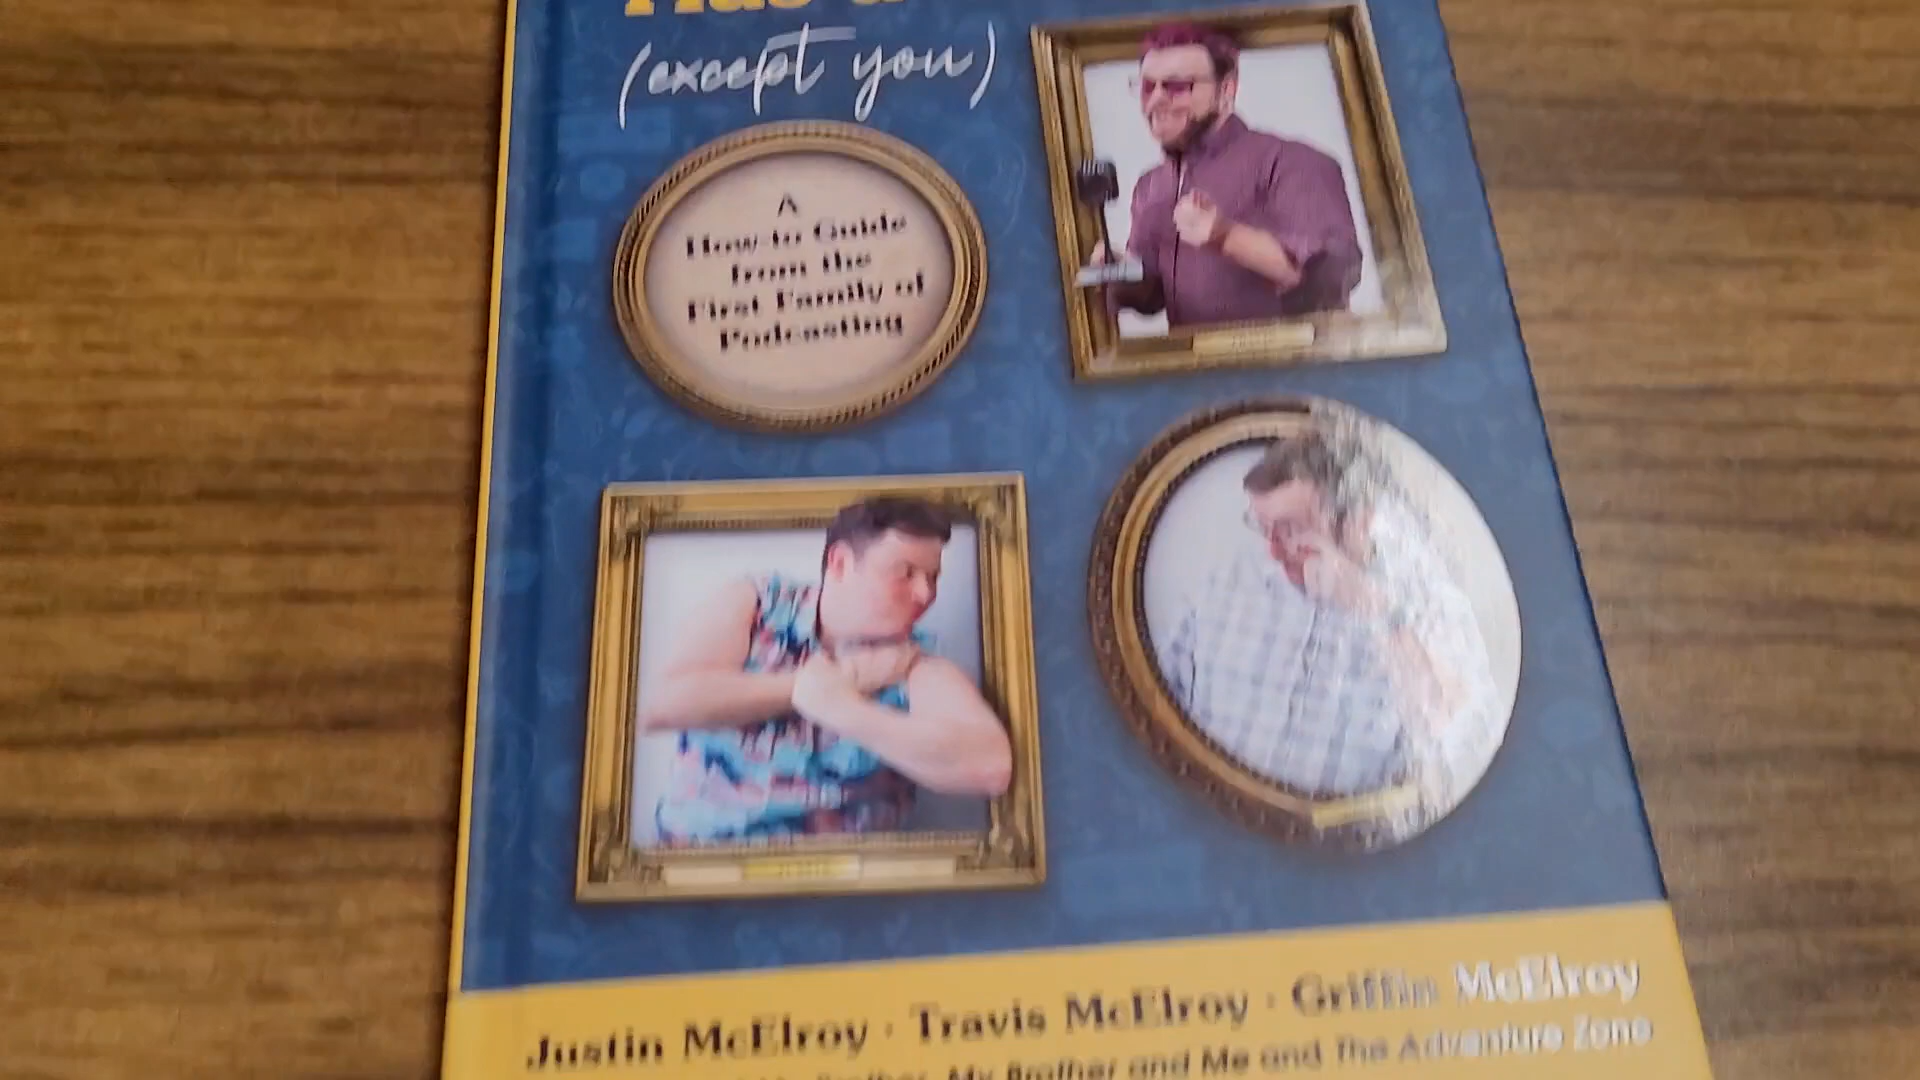 (except you)
A
How-to Guide
from the
First Family of
Podcasting
Justin McElroy · Travis McElroy · Griffin McElroy
Brother, My Brother and Me and The Adventure Zone